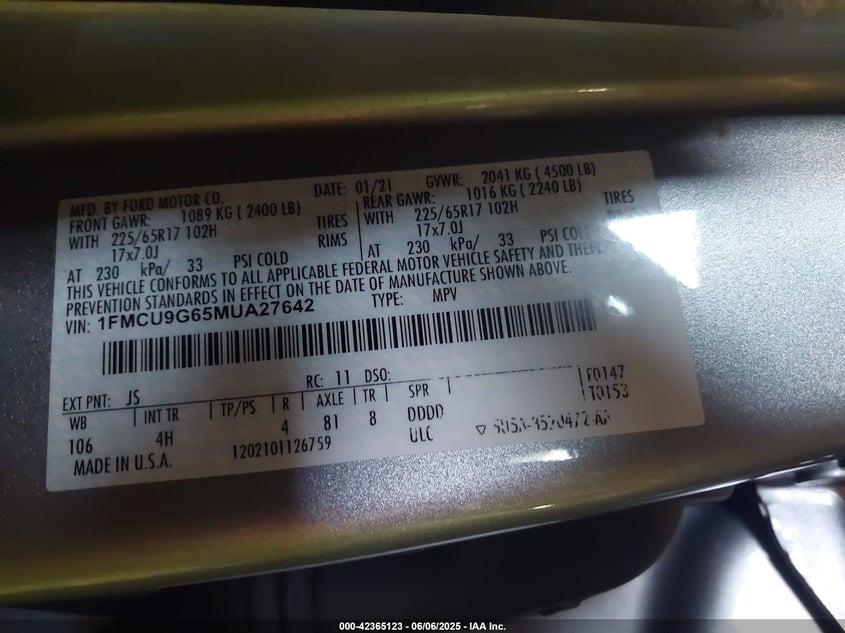 MFD. BY FORD MOTOR CO. DATE: 01/21 GVWR: 2041 KG ( 4500 LB)
FRONT GAWR: 1089 KG ( 2400 LB) REAR GAWR: 1016 KG ( 2240 LB)
WITH 225/65R17 102H TIRES WITH 225/65R17 102H TIRES
17x7.0J RIMS 17x7.0J RIMS
AT 230 kPa/ 33 PSI COLD AT 230 kPa/ 33 PSI COLD
THIS VEHICLE CONFORMS TO ALL APPLICABLE FEDERAL MOTOR VEHICLE SAFETY AND THEFT
PREVENTION STANDARDS IN EFFECT ON THE DATE OF MANUFACTURE SHOWN ABOVE.
VIN: 1FMCU9G65MUA27642 TYPE: MPV
EXT PNT: JS RC: 11 DSO: F0147
WB INT TR TP/PS R AXLE TR SPR T0153
106 4H 4 81 8 DDDD
1202101126759 ULC
MADE IN U.S.A.
000-42365123 - 06/06/2025 - IAA Inc.